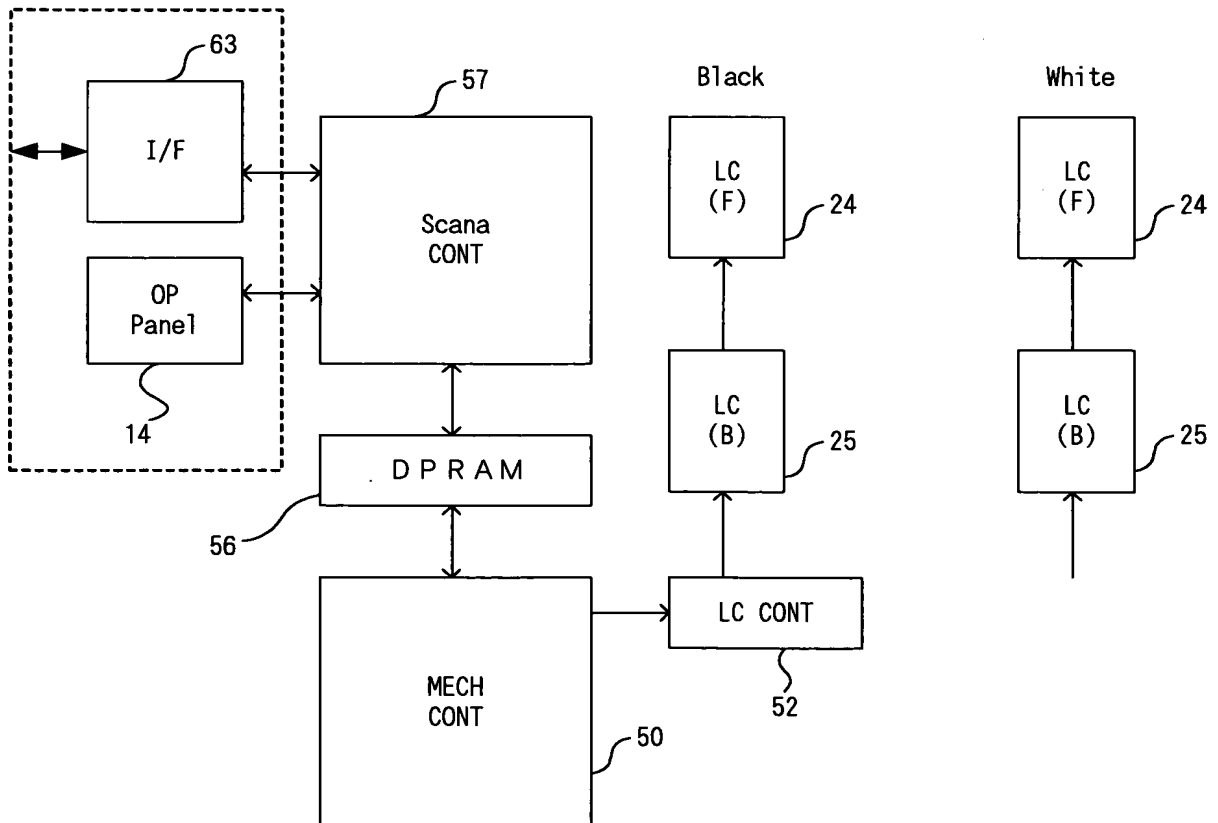 63
I/F
57
Scana
CONT
OP
Panel
14
DPRAM
56
MECH
CONT
50
Black
LC
(F)
24
LC
(B)
25
LC CONT
52
White
LC
(F)
24
LC
(B)
25